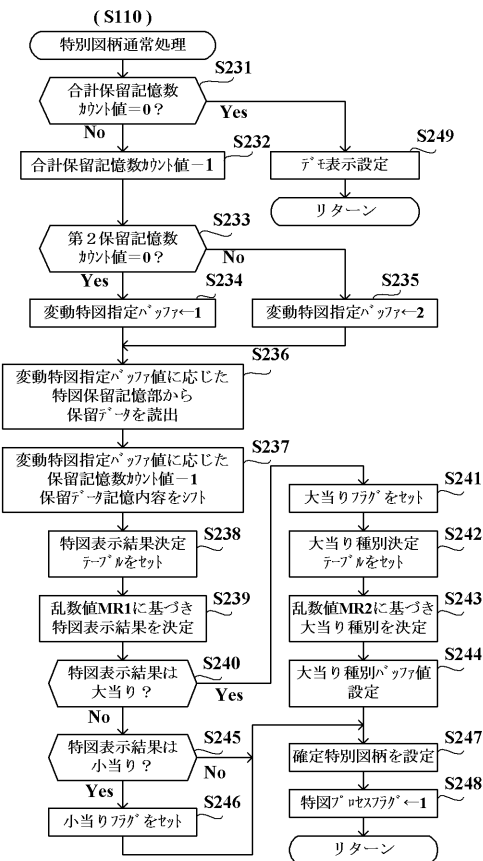 ( S110 )
特別図柄通常処理
S231
合計保留記憶数
カウント値=0?
Yes
No
S232
合計保留記憶数カウント値-1
S249
デモ表示設定
リターン
S233
第2保留記憶数
カウント値=0?
No
Yes
S234
変動特図指定バッファ←1
S235
変動特図指定バッファ←2
S236
変動特図指定バッファ値に応じた
特図保留記憶部から
保留データを読出
S237
変動特図指定バッファ値に応じた
保留記憶数カウント値-1
保留データ記憶内容をシフト
S238
特図表示結果決定
テーブルをセット
S239
乱数値MR1に基づき
特図表示結果を決定
S240
特図表示結果は
大当り?
Yes
No
S241
大当りフラグをセット
S242
大当り種別決定
テーブルをセット
S243
乱数値MR2に基づき
大当り種別を決定
S244
大当り種別バッファ値
設定
S245
特図表示結果は
小当り?
No
Yes
S246
小当りフラグをセット
S247
確定特別図柄を設定
S248
特図プロセスフラグ←1
リターン